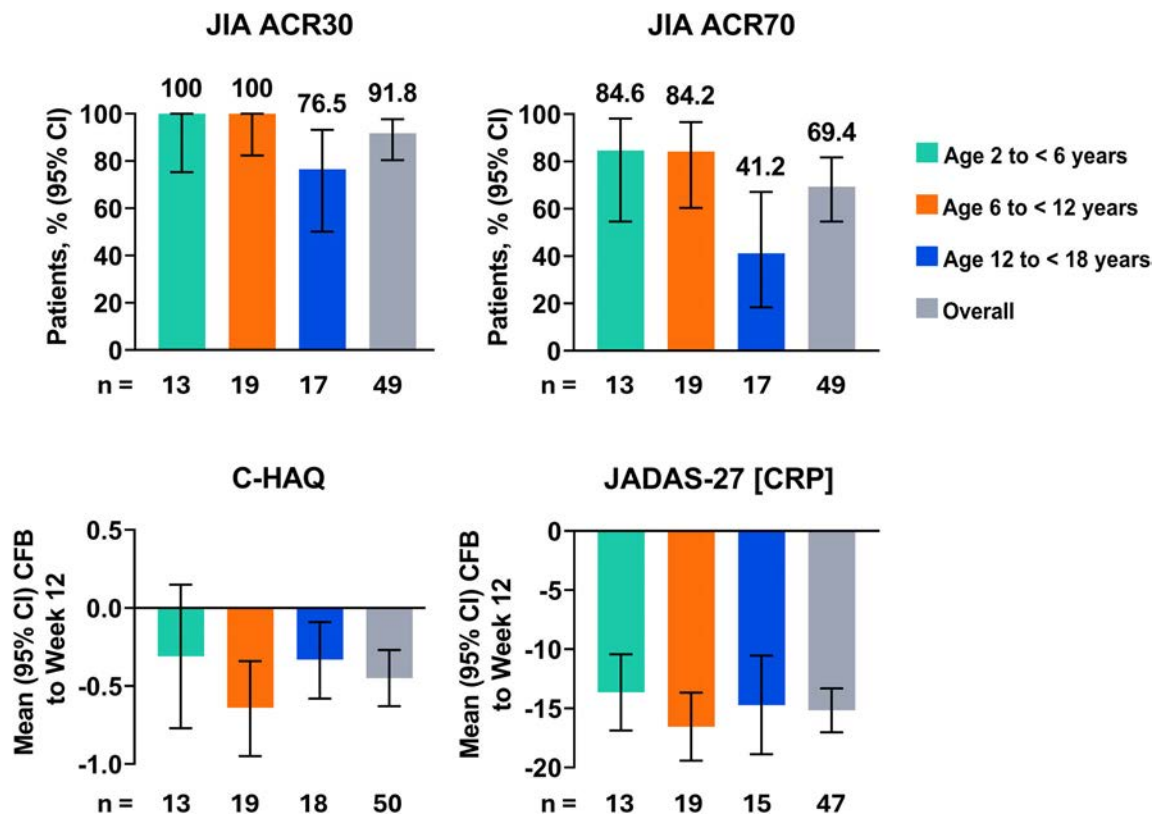 JIA ACR30
Patients, % (95% CI)
100
80
60
40
20
0
100 100 76.5 91.8
n = 13 19 17 49
JIA ACR70
Patients, % (95% CI)
100
80
60
40
20
0
84.6 84.2 41.2 69.4
n = 13 19 17 49
Age 2 to < 6 years
Age 6 to < 12 years
Age 12 to < 18 years
Overall
C-HAQ
Mean (95% CI) CFB
to Week 12
0.5
0.0
-0.5
-1.0
n = 13 19 18 50
JADAS-27 [CRP]
Mean (95% CI) CFB
to Week 12
0
-5
-10
-15
-20
n = 13 19 15 47